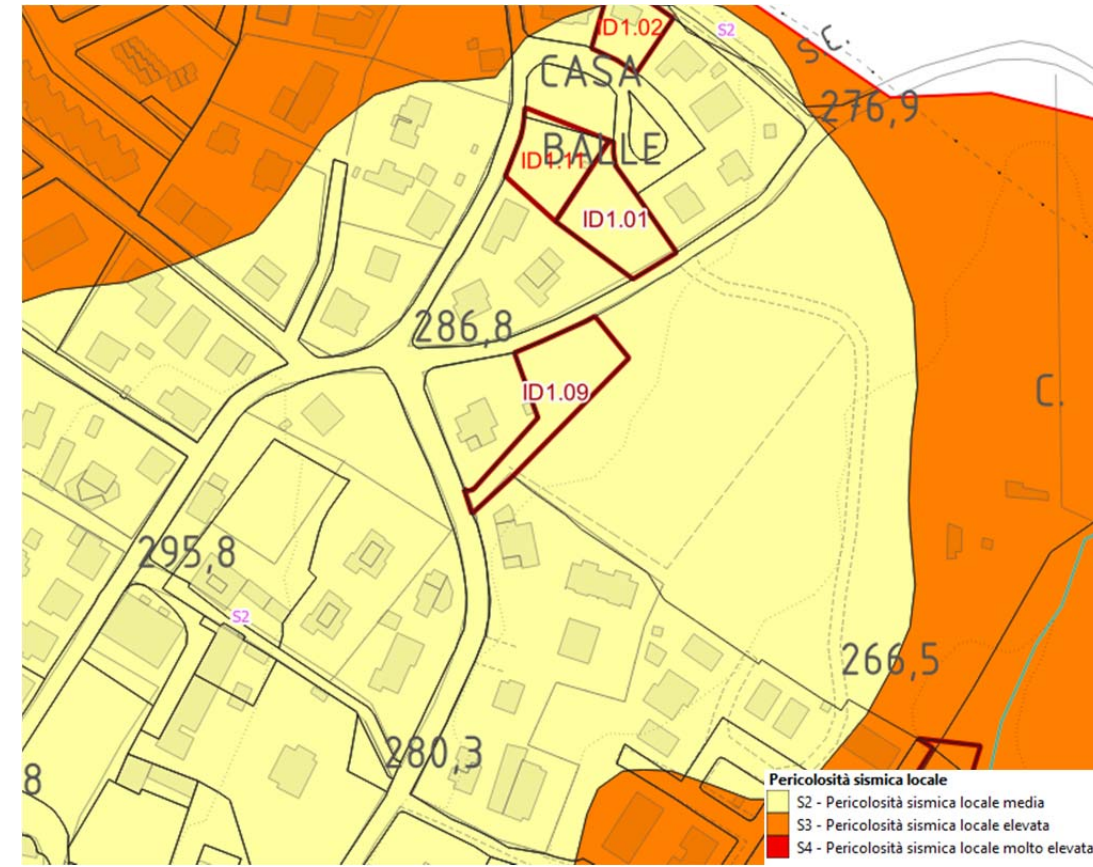 ID1.02
S2
S.E.
CASA
276,9
BALLE
ID1.11
ID1.01
286,8
ID1.09
C.
295,8
S2
266,5
280,3
8
Pericolosità sismica locale
S2 - Pericolosità sismica locale media
S3 - Pericolosità sismica locale elevata
S4 - Pericolosità sismica locale molto elevata